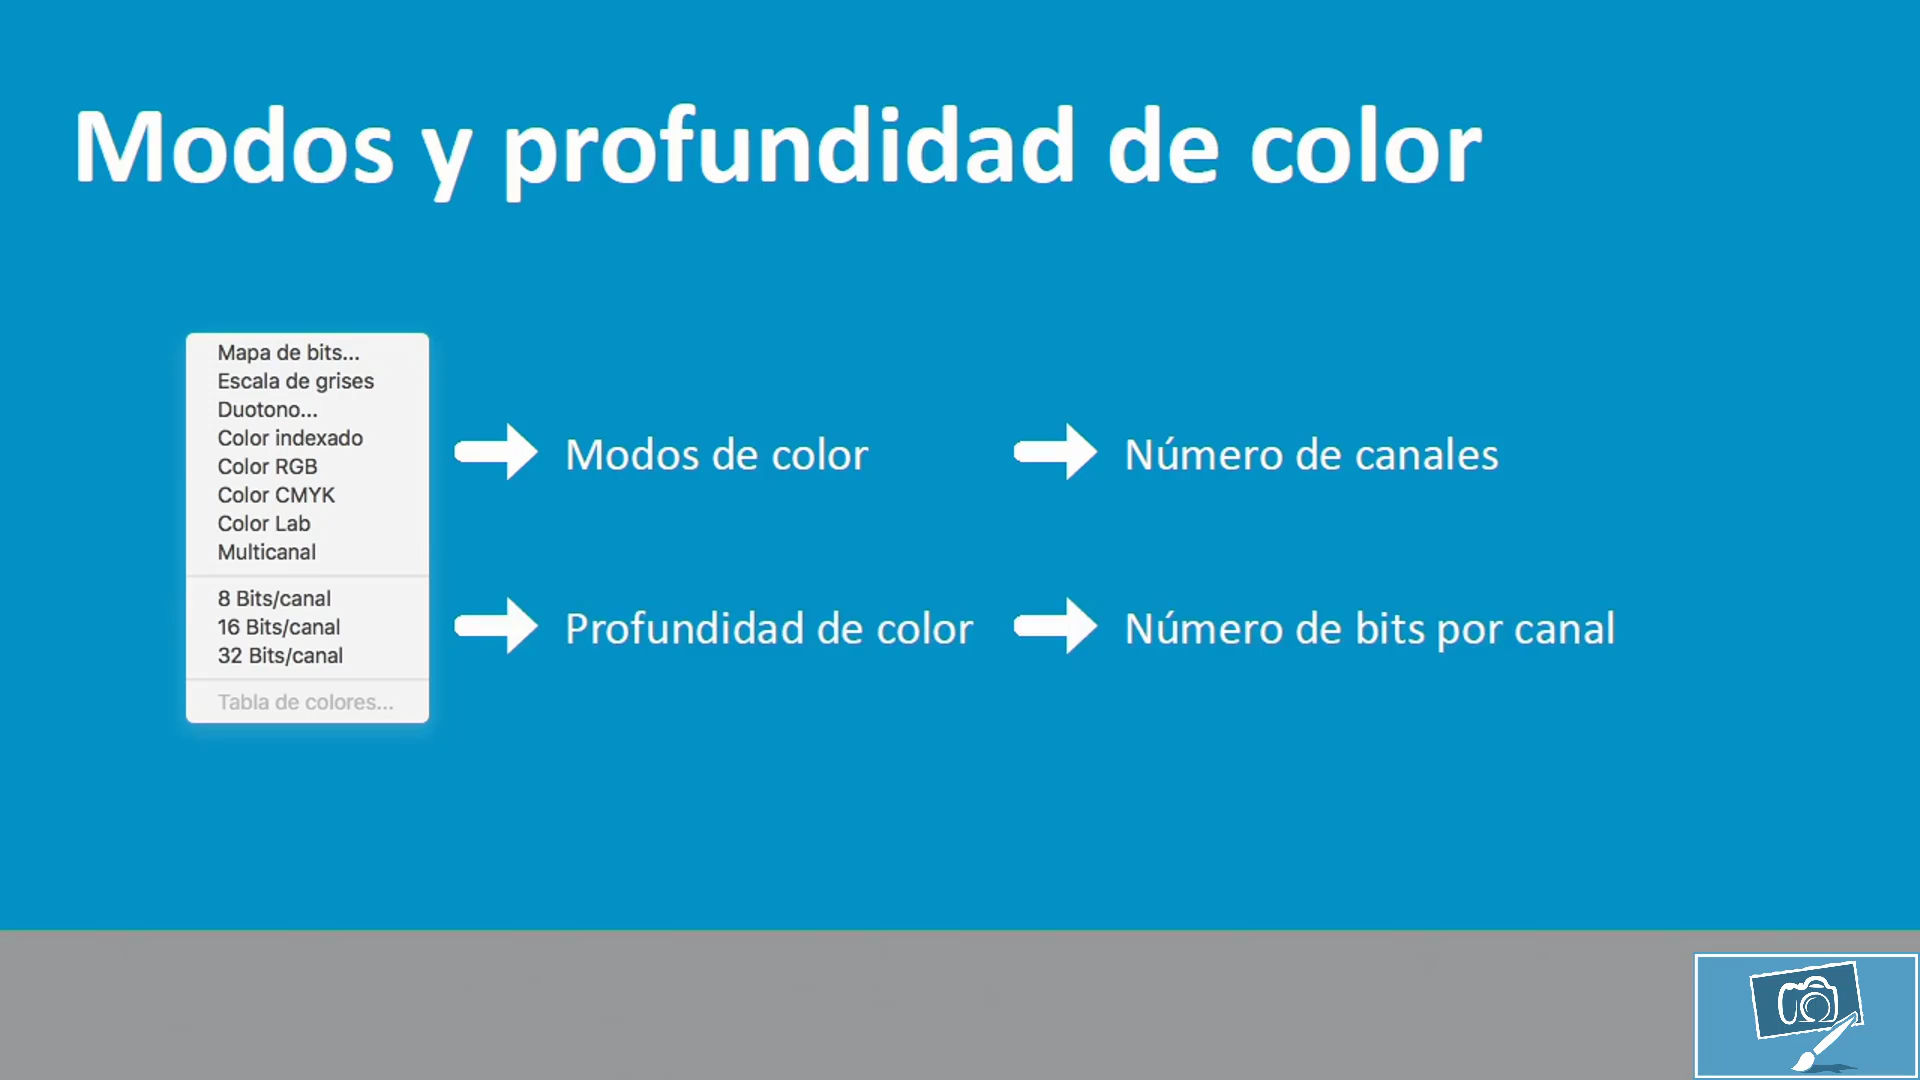 Modos y profundidad de color
Mapa de bits...
Escala de grises
Duotono...
Color indexado
Color RGB
Color CMYK
Color Lab
Multicanal
8 Bits/canal
16 Bits/canal
32 Bits/canal
Tabla de colores...
Modos de color
Número de canales
Profundidad de color
Número de bits por canal